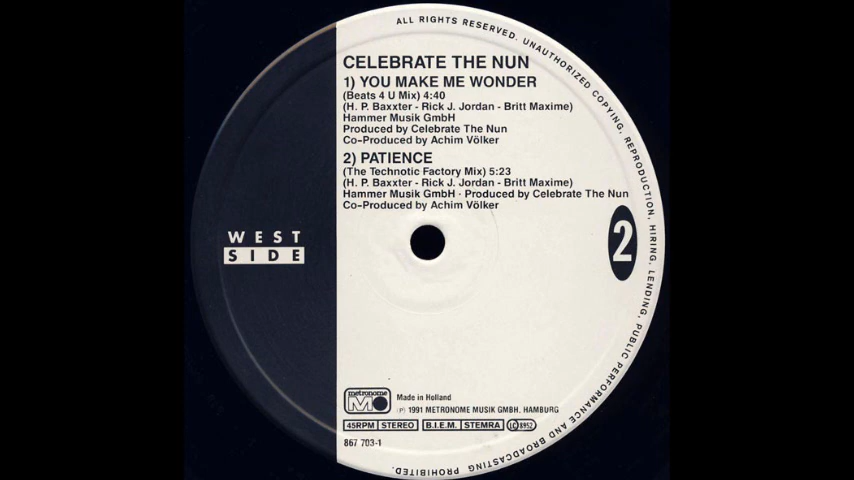 ALL RIGHTS RESERVED. UNAUTHORIZED COPYING, REPRODUCTION, HIRING, LENDING, PUBLIC PERFORMANCE AND BROADCASTING PROHIBITED.
CELEBRATE THE NUN
1) YOU MAKE ME WONDER
(Beats 4 U Mix) 4:40
(H. P. Baxxter - Rick J. Jordan - Britt Maxime)
Hammer Musik GmbH
Produced by Celebrate The Nun
Co-Produced by Achim Völker
2) PATIENCE
(The Technotic Factory Mix) 5:23
(H. P. Baxxter - Rick J. Jordan - Britt Maxime)
Hammer Musik GmbH · Produced by Celebrate The Nun
Co-Produced by Achim Völker
WEST
SIDE
2
metronome
Made in Holland
℗ 1991 METRONOME MUSIK GMBH, HAMBURG
45RPM STEREO B.I.E.M. STEMRA LC 8952
867 703-1